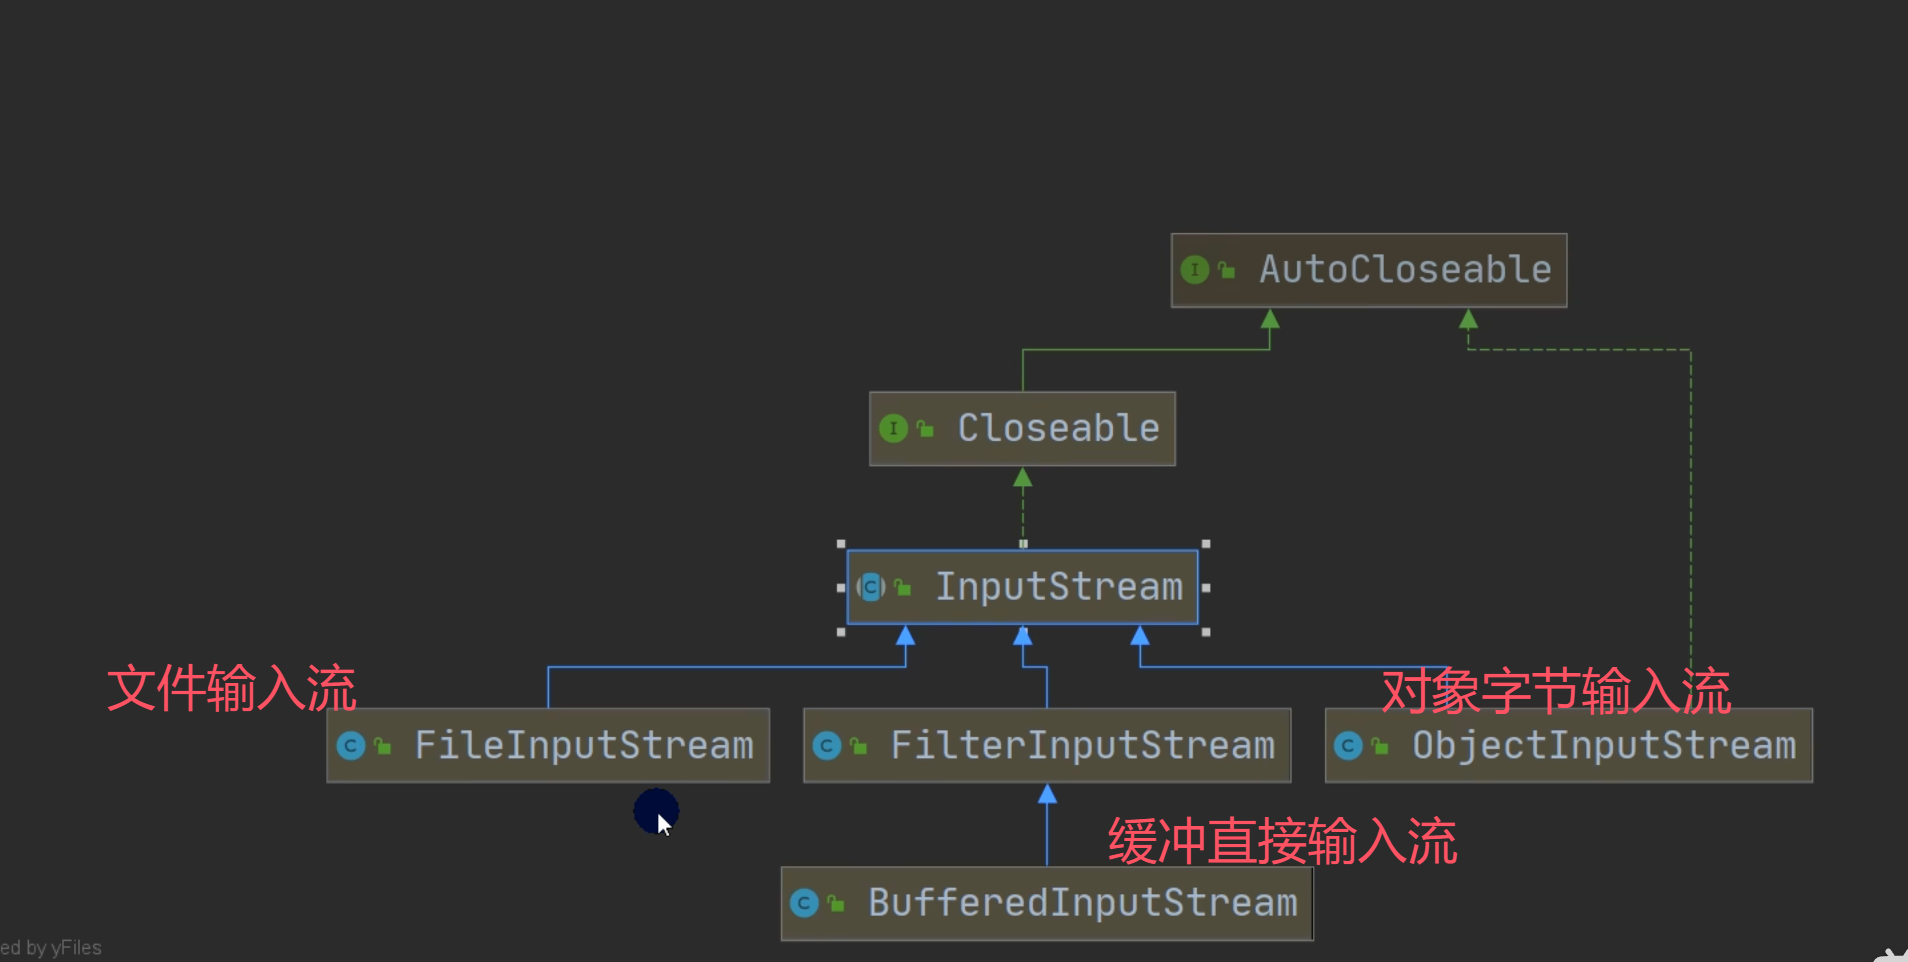 AutoCloseable
Closeable
InputStream
文件输入流
对象字节输入流
FileInputStream
FilterInputStream
ObjectInputStream
缓冲直接输入流
BufferedInputStream
ed by yFiles